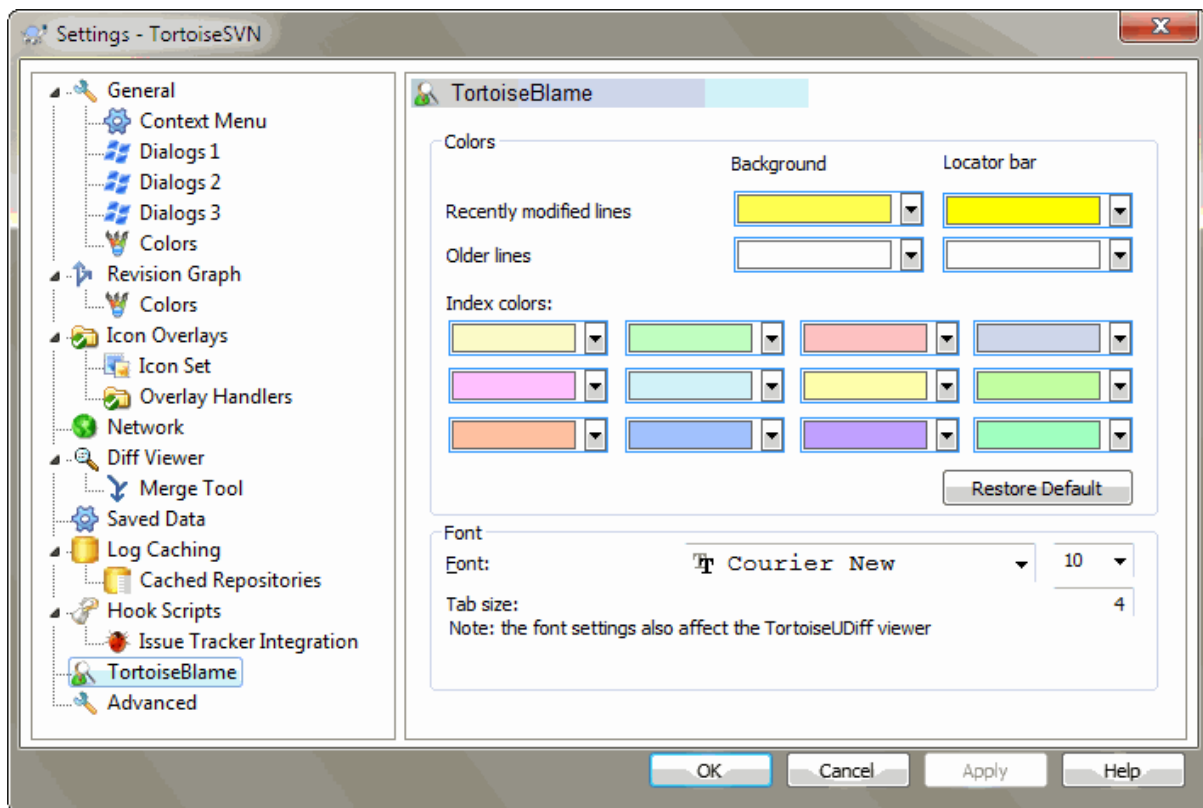 Settings - TortoiseSVN
General
Context Menu
Dialogs 1
Dialogs 2
Dialogs 3
Colors
Revision Graph
Colors
Icon Overlays
Icon Set
Overlay Handlers
Network
Diff Viewer
Merge Tool
Saved Data
Log Caching
Cached Repositories
Hook Scripts
Issue Tracker Integration
TortoiseBlame
Advanced
TortoiseBlame
Colors
Background Locator bar
Recently modified lines
Older lines
Index colors:
Restore Default
Font
Font: Courier New 10
Tab size: 4
Note: the font settings also affect the TortoiseUDiff viewer
OK Cancel Apply Help